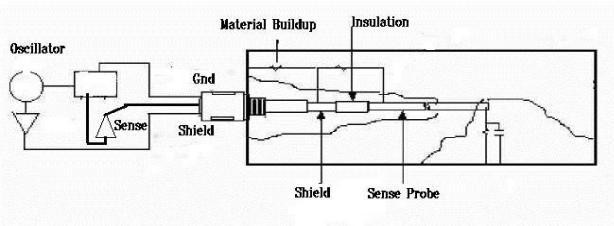 Material Buildup
Insulation
Oscillator
Gnd
Sense
Shield
Shield
Sense Probe